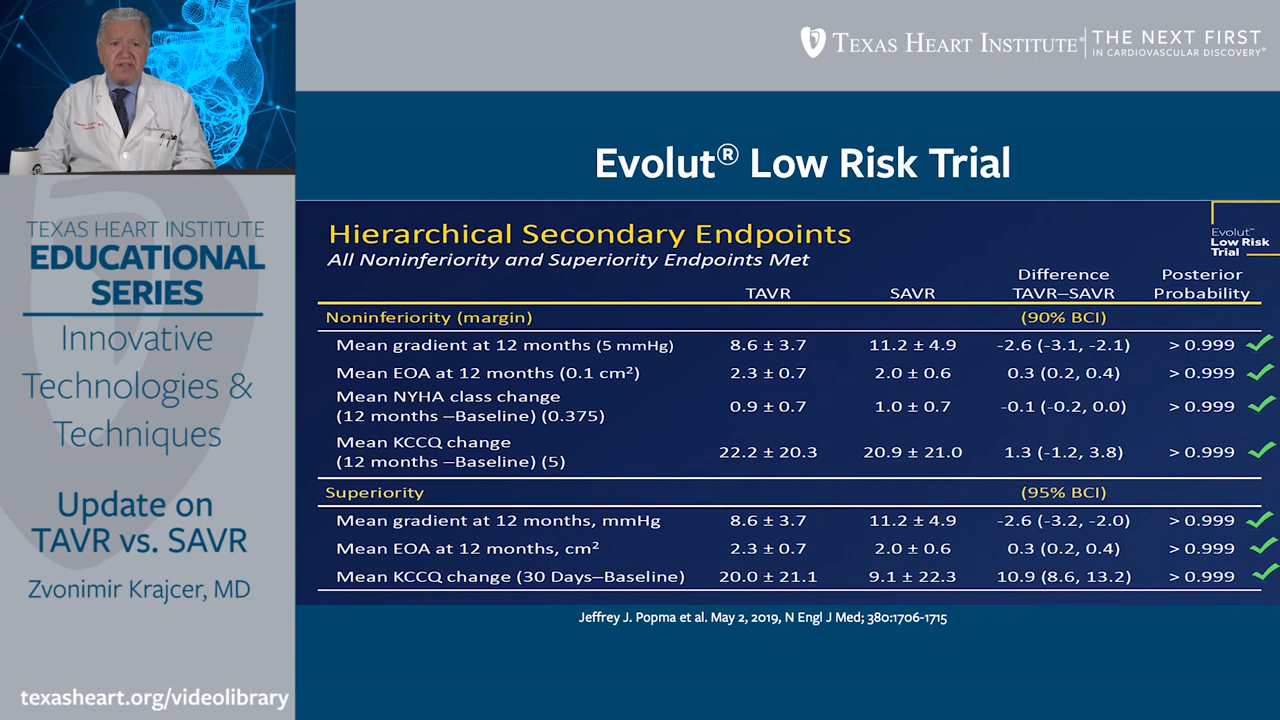 TEXAS HEART INSTITUTE® THE NEXT FIRST
IN CARDIOVASCULAR DISCOVERY®
TEXAS HEART INSTITUTE
EDUCATIONAL
SERIES
Innovative
Technologies &
Techniques
Update on
TAVR vs. SAVR
Zvonimir Krajcer, MD
texasheart.org/videolibrary
Evolut® Low Risk Trial
Evolut™
Low Risk
Trial
Hierarchical Secondary Endpoints
All Noninferiority and Superiority Endpoints Met
TAVR SAVR Difference TAVR–SAVR Posterior Probability
Noninferiority (margin) (90% BCI)
Mean gradient at 12 months (5 mmHg) 8.6 ± 3.7 11.2 ± 4.9 -2.6 (-3.1, -2.1) > 0.999 ✓
Mean EOA at 12 months (0.1 cm²) 2.3 ± 0.7 2.0 ± 0.6 0.3 (0.2, 0.4) > 0.999 ✓
Mean NYHA class change
(12 months –Baseline) (0.375) 0.9 ± 0.7 1.0 ± 0.7 -0.1 (-0.2, 0.0) > 0.999 ✓
Mean KCCQ change
(12 months –Baseline) (5) 22.2 ± 20.3 20.9 ± 21.0 1.3 (-1.2, 3.8) > 0.999 ✓
Superiority (95% BCI)
Mean gradient at 12 months, mmHg 8.6 ± 3.7 11.2 ± 4.9 -2.6 (-3.2, -2.0) > 0.999 ✓
Mean EOA at 12 months, cm² 2.3 ± 0.7 2.0 ± 0.6 0.3 (0.2, 0.4) > 0.999 ✓
Mean KCCQ change (30 Days–Baseline) 20.0 ± 21.1 9.1 ± 22.3 10.9 (8.6, 13.2) > 0.999 ✓
Jeffrey J. Popma et al. May 2, 2019, N Engl J Med; 380:1706-1715